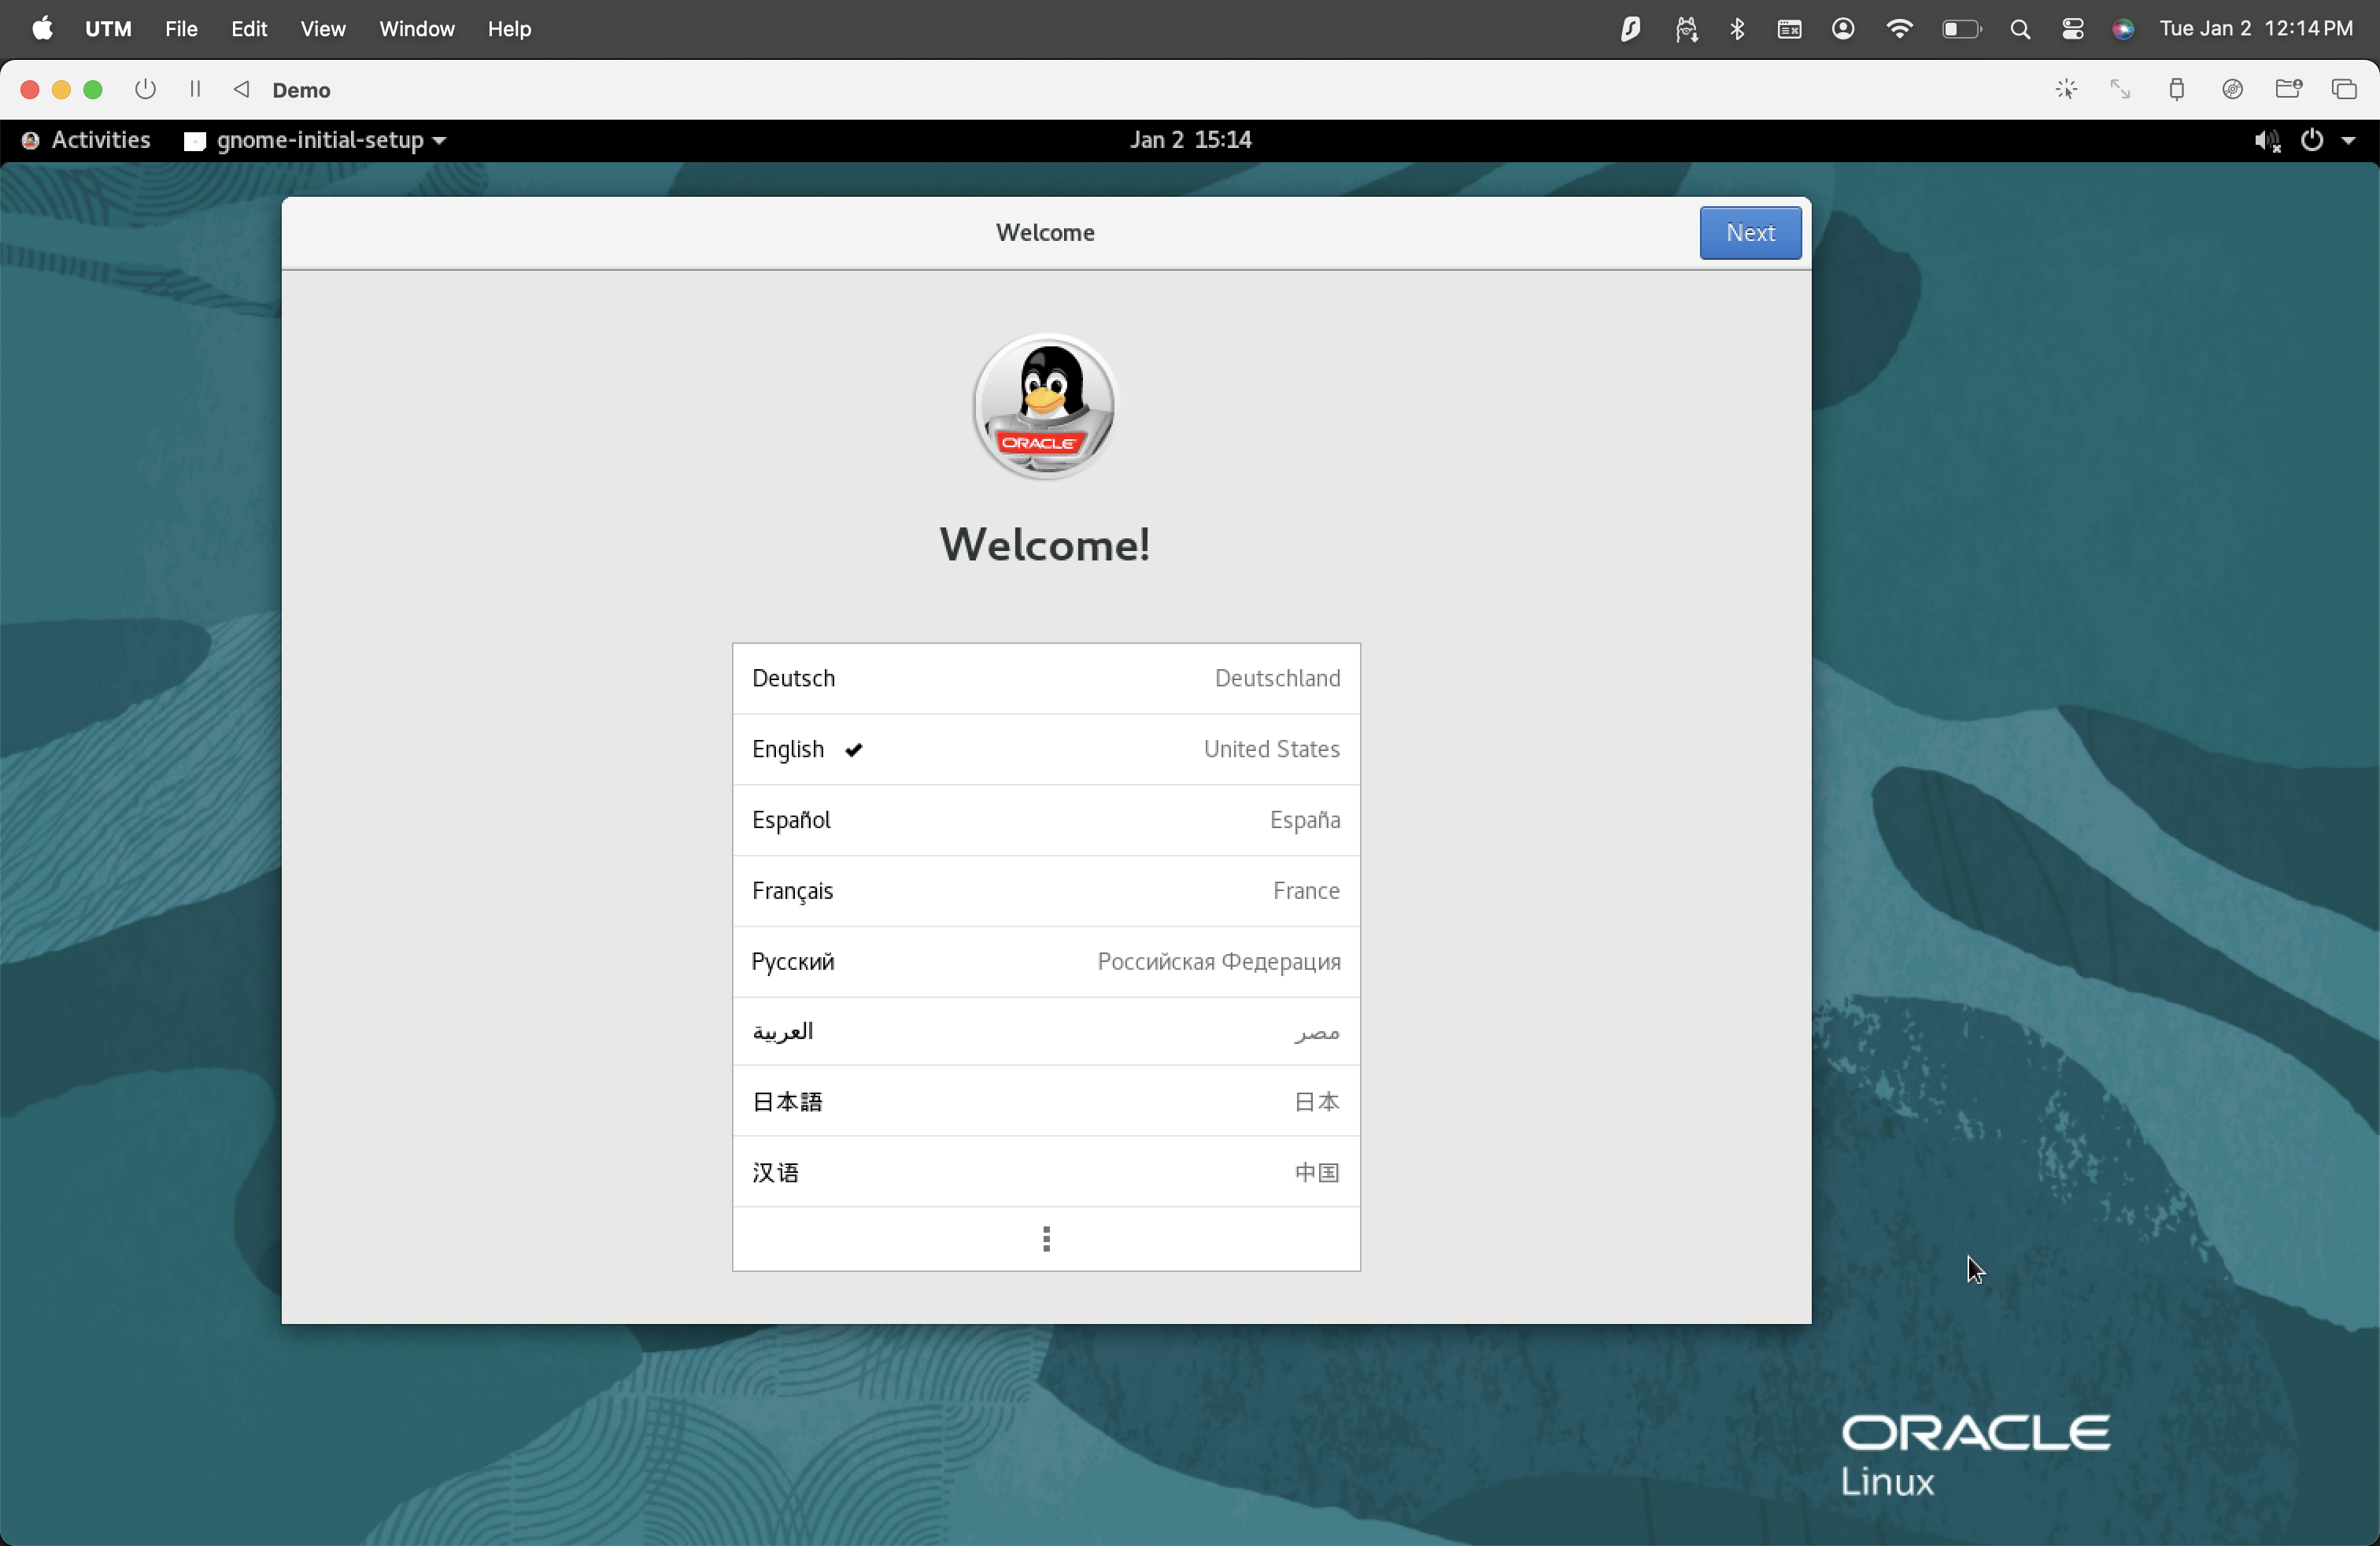 UTM File Edit View Window Help Tue Jan 2 12:14 PM
Demo
Activities gnome-initial-setup Jan 2 15:14
Welcome Next
ORACLE
Welcome!
Deutsch Deutschland
English United States
Español España
Français France
Русский Российская Федерация
العربية مصر
日本語 日本
汉语 中国
ORACLE
Linux